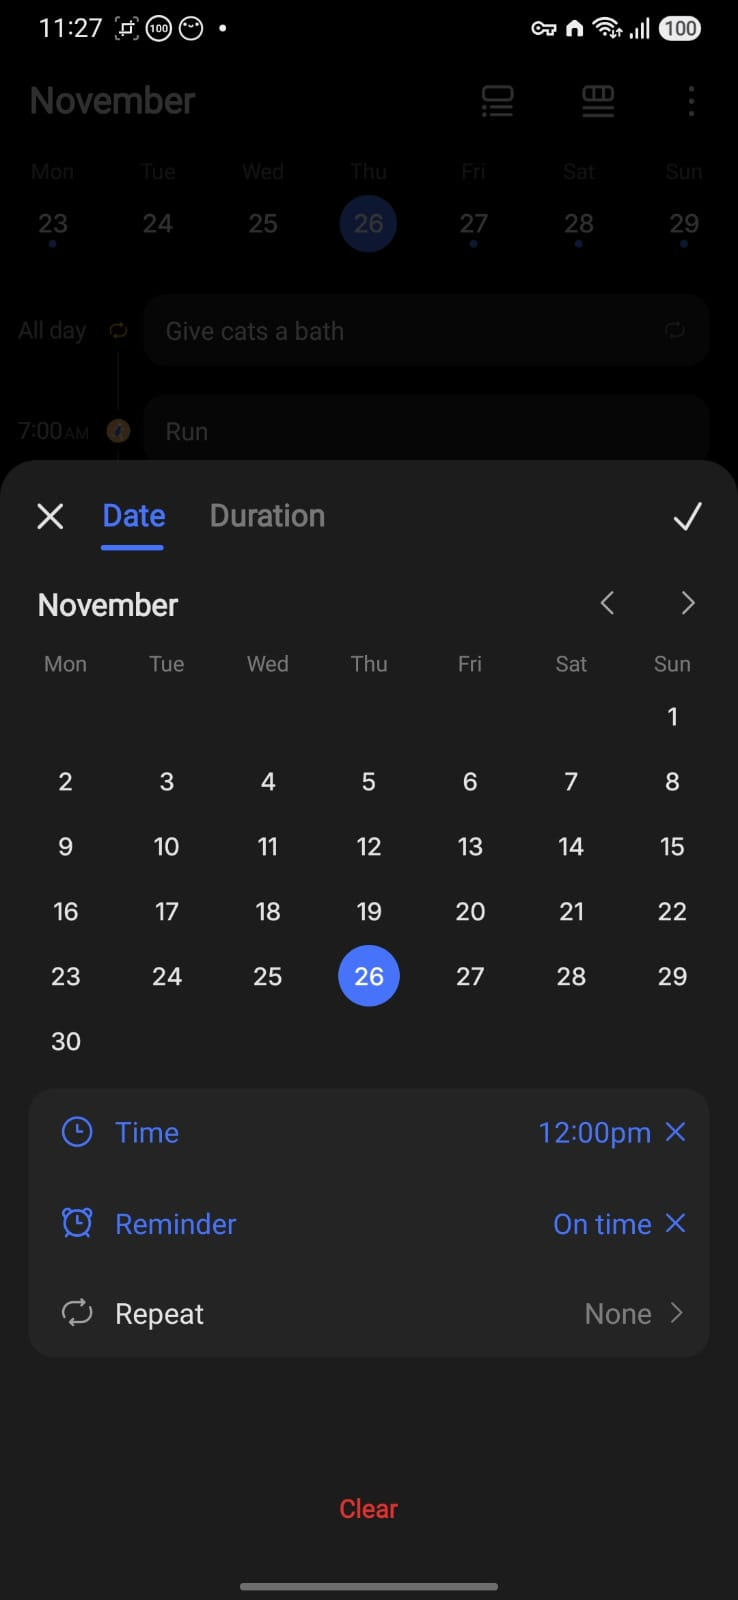 11:27 100 100
November
Mon Tue Wed Thu Fri Sat Sun
23 24 25 26 27 28 29
All day Give cats a bath
7:00AM Run
Date Duration
November
Mon Tue Wed Thu Fri Sat Sun
1
2 3 4 5 6 7 8
9 10 11 12 13 14 15
16 17 18 19 20 21 22
23 24 25 26 27 28 29
30
Time 12:00pm
Reminder On time
Repeat None
Clear